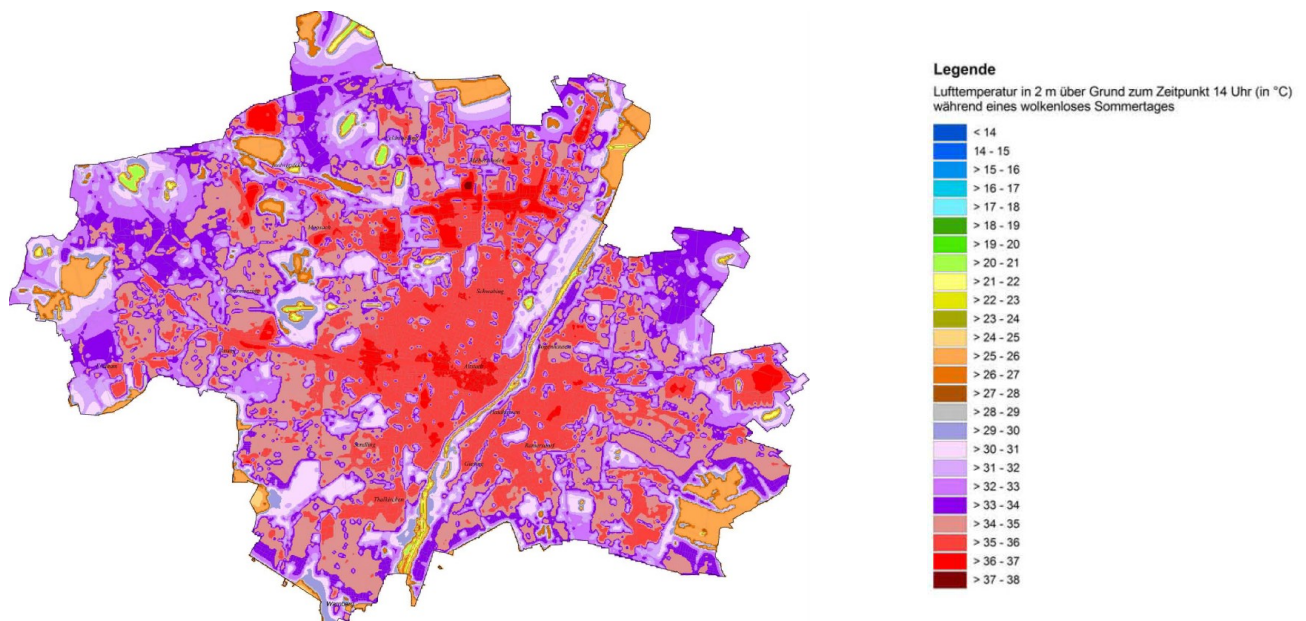 Legende
Lufttemperatur in 2 m über Grund zum Zeitpunkt 14 Uhr (in °C)
während eines wolkenloses Sommertages
< 14
14 - 15
> 15 - 16
> 16 - 17
> 17 - 18
> 18 - 19
> 19 - 20
> 20 - 21
> 21 - 22
> 22 - 23
> 23 - 24
> 24 - 25
> 25 - 26
> 26 - 27
> 27 - 28
> 28 - 29
> 29 - 30
> 30 - 31
> 31 - 32
> 32 - 33
> 33 - 34
> 34 - 35
> 35 - 36
> 36 - 37
> 37 - 38
Schwabing
Thalkirchen